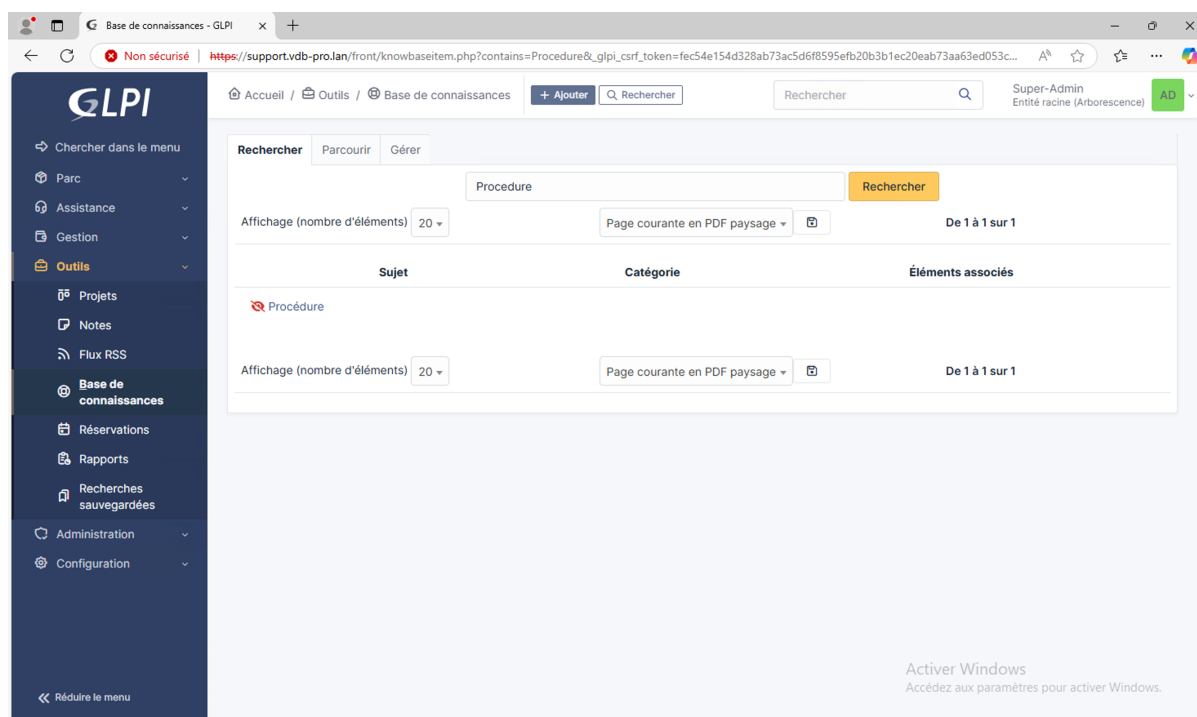 Base de connaissances - GLPI
Non sécurisé https://support.vdb-pro.lan/front/knowbaseitem.php?contains=Procedure&_glpi_csrf_token=fec54e154d328ab73ac5d6f8595efb20b3b1ec20eab73aa63ed053c...
GLPI
Accueil / Outils / Base de connaissances + Ajouter Rechercher Rechercher Super-Admin
Entité racine (Arborescence) AD
Chercher dans le menu
Parc
Assistance
Gestion
Outils
Projets
Notes
Flux RSS
Base de
connaissances
Réservations
Rapports
Recherches
sauvegardées
Administration
Configuration
Réduire le menu
Rechercher Parcourir Gérer
Procedure Rechercher
Affichage (nombre d'éléments) 20 Page courante en PDF paysage De 1 à 1 sur 1
Sujet Catégorie Éléments associés
Procédure
Affichage (nombre d'éléments) 20 Page courante en PDF paysage De 1 à 1 sur 1
Activer Windows
Accédez aux paramètres pour activer Windows.